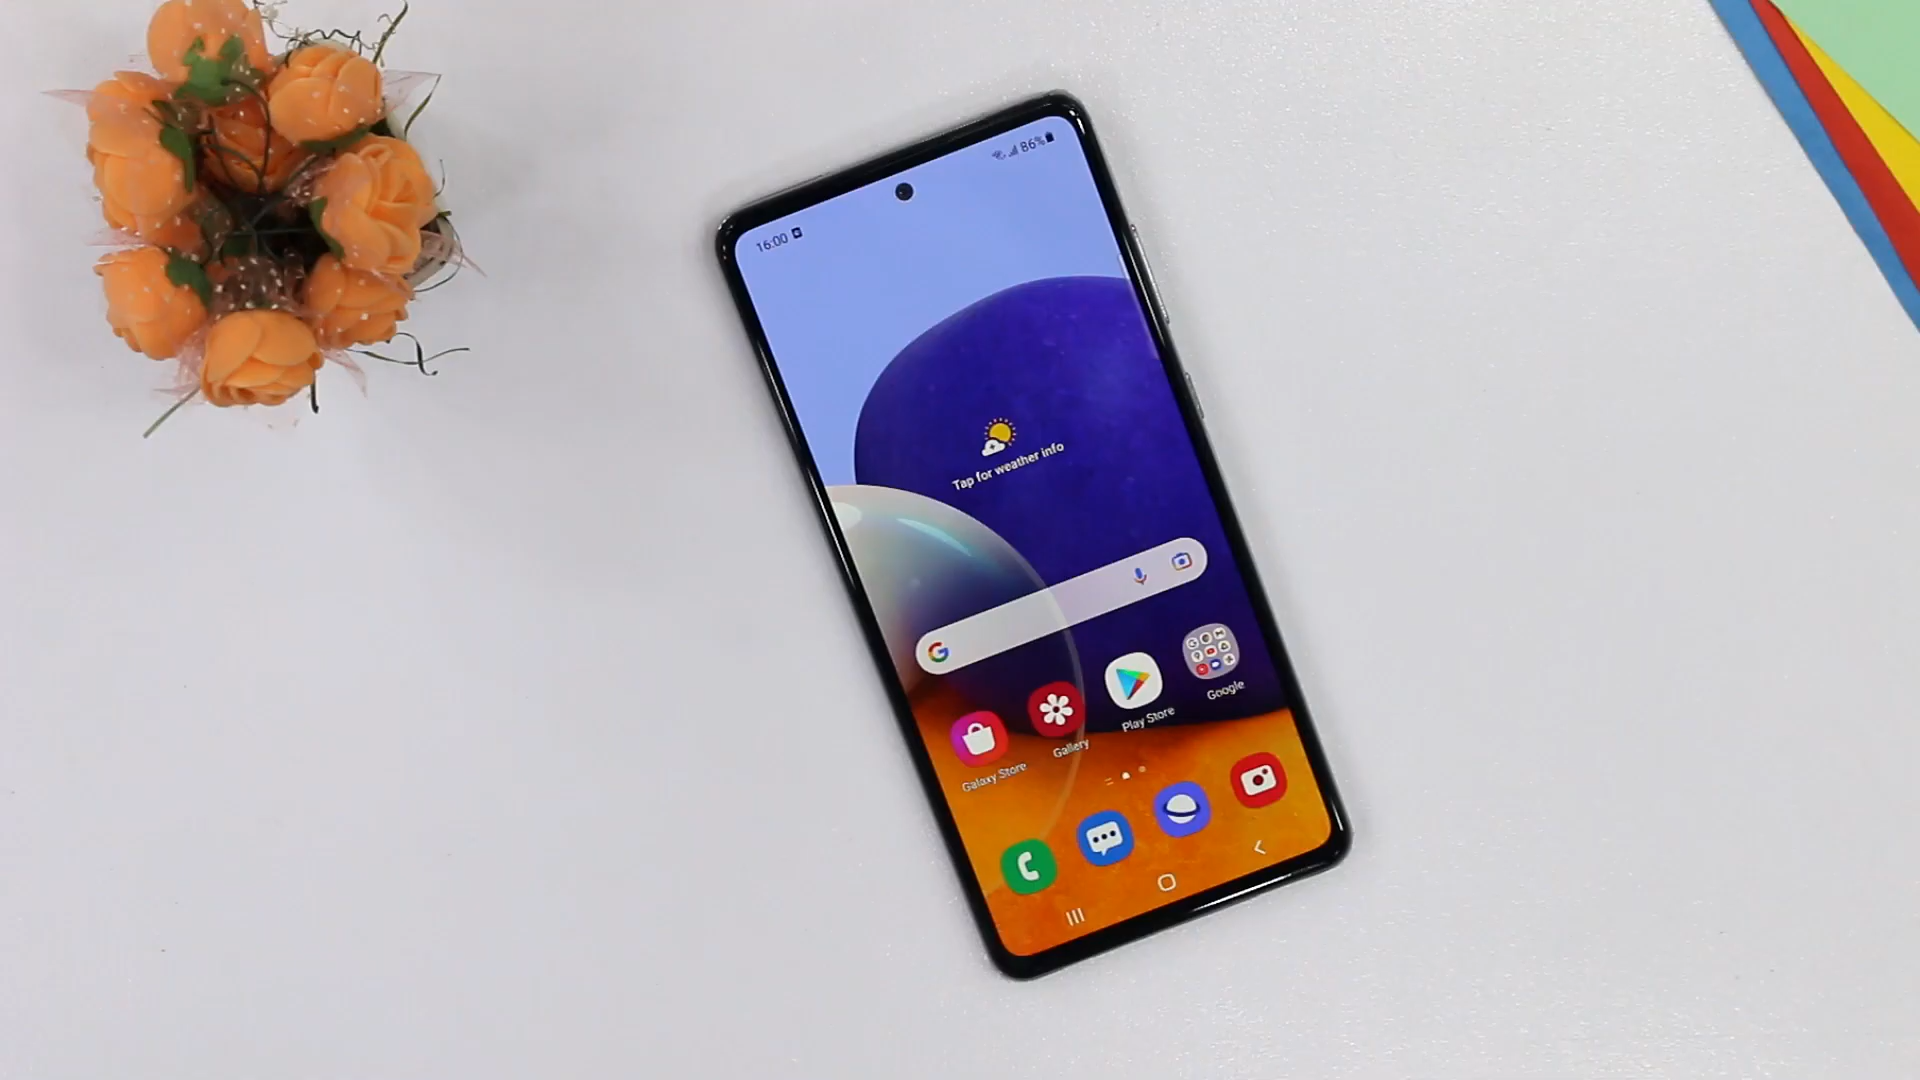 16:00
86%
Tap for weather info
G
Galaxy Store
Gallery
Play Store
Google